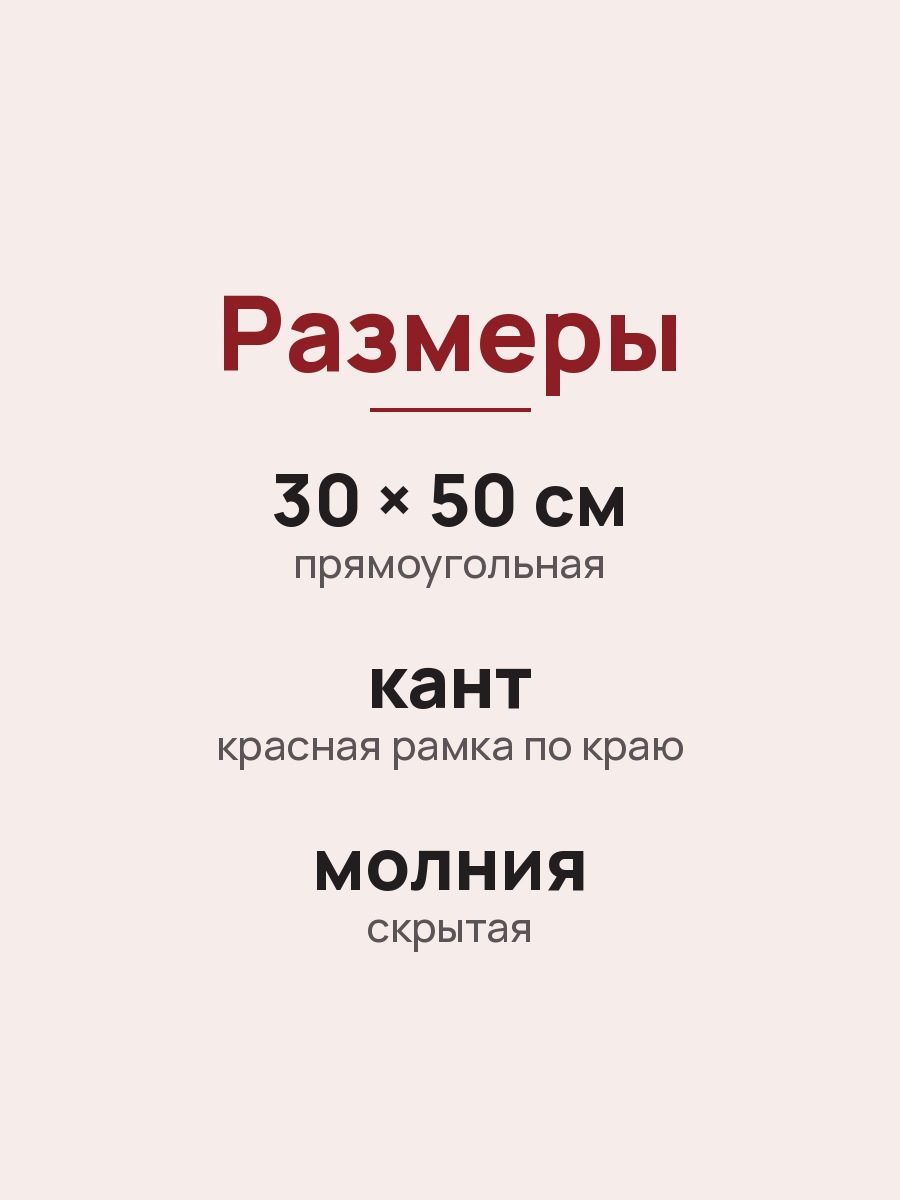 Размеры
30 × 50 см
прямоугольная
кант
красная рамка по краю
молния
скрытая